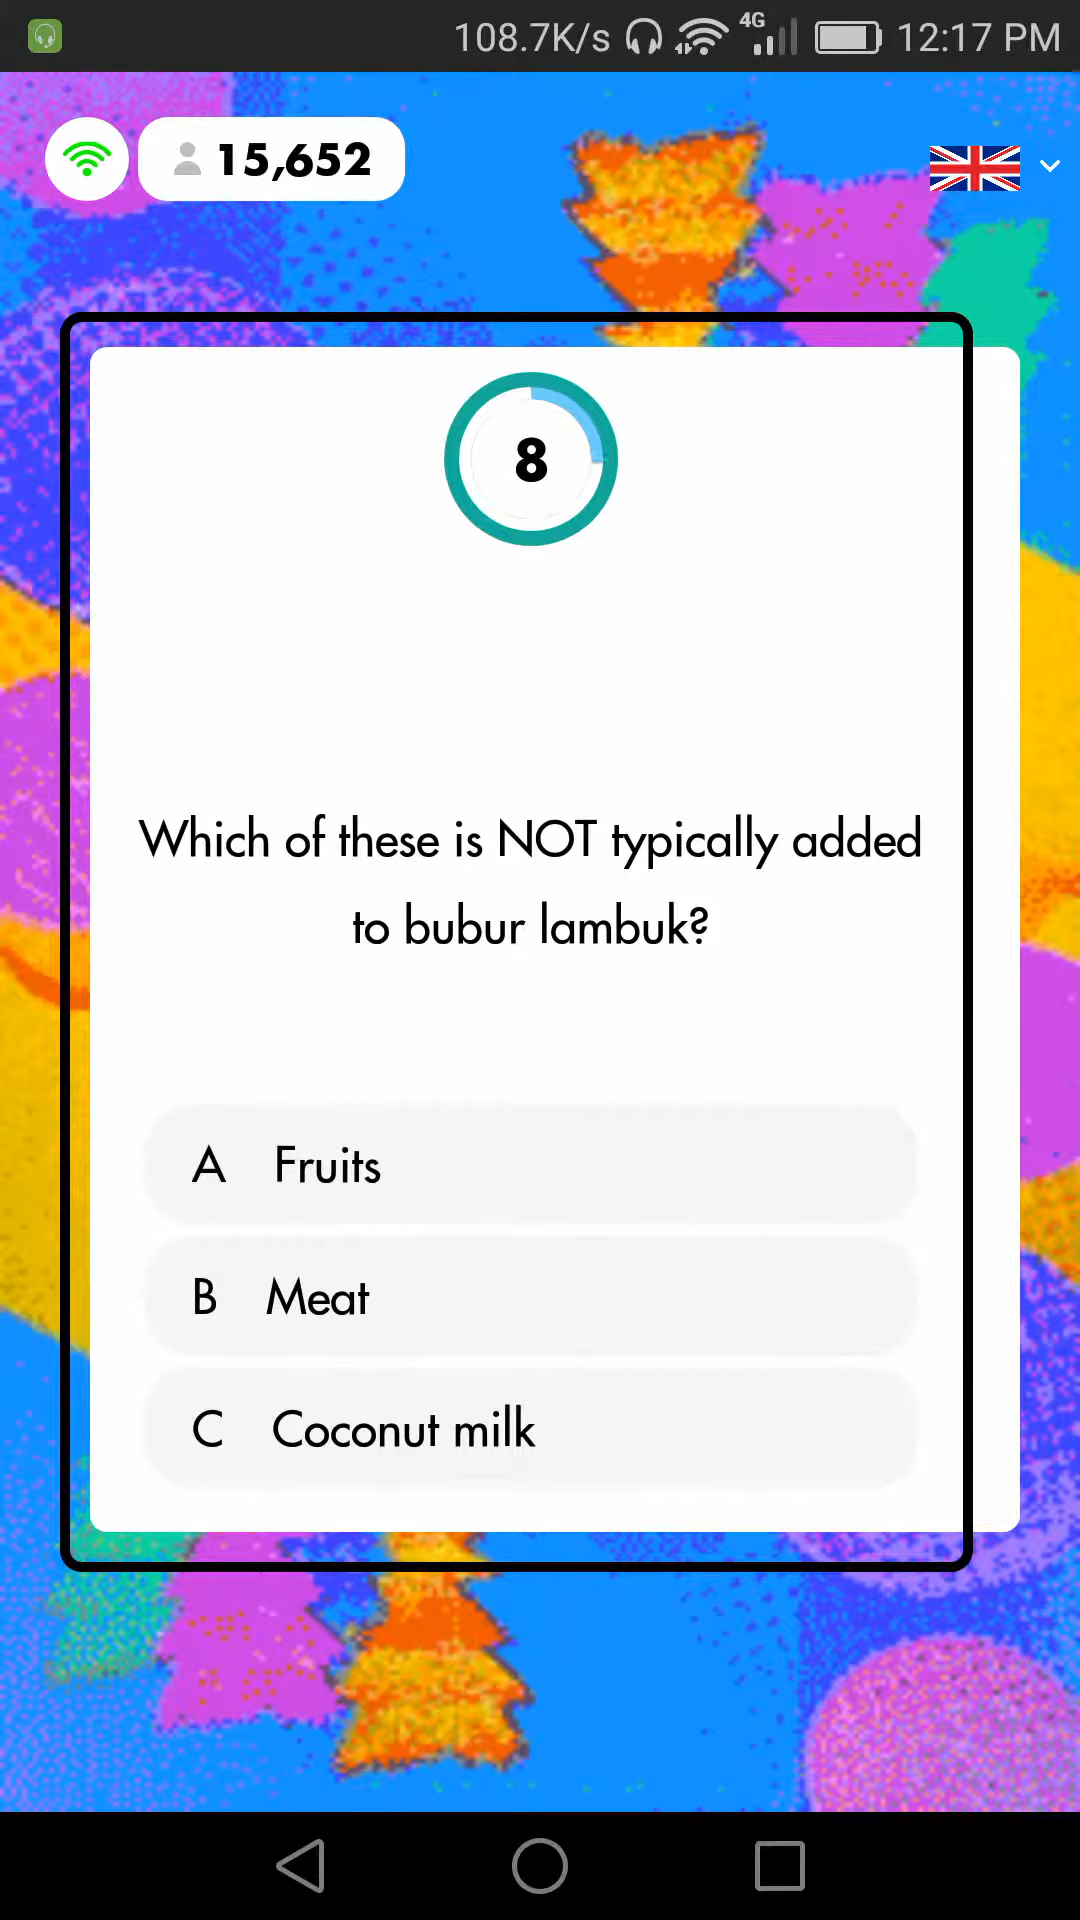 108.7K/s 4G 12:17 PM
15,652
8
Which of these is NOT typically added
to bubur lambuk?
A Fruits
B Meat
C Coconut milk